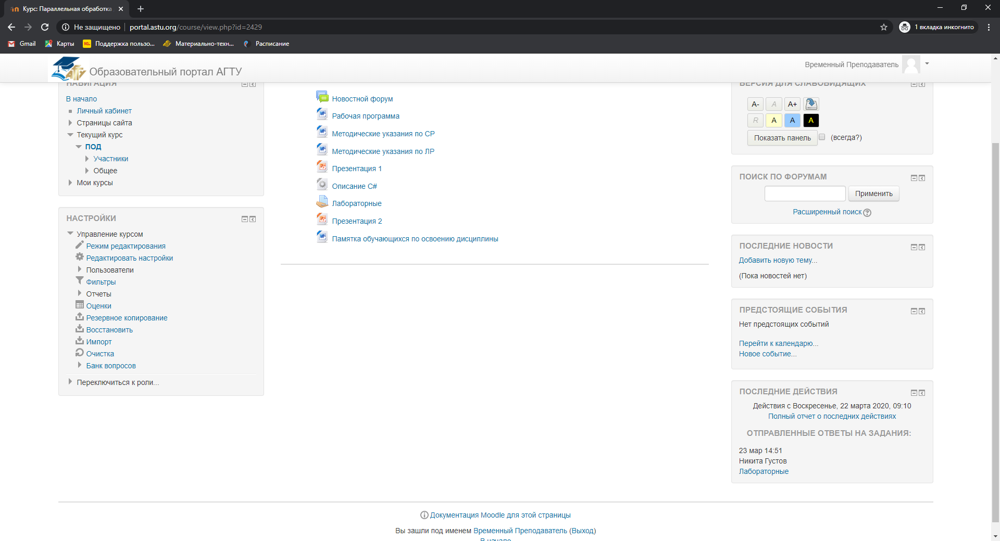 Курс: Параллельная обработка
Не защищено
portal.astu.org/course/view.php?id=2429
1 вкладка инкогнито
Gmail
Карты
Поддержка пользо...
Материально-техн...
Расписание
АГТУ
Образовательный портал АГТУ
Временный Преподаватель
НАВИГАЦИЯ
В начало
Личный кабинет
Страницы сайта
Текущий курс
ПОД
Участники
Общее
Мои курсы
НАСТРОЙКИ
Управление курсом
Режим редактирования
Редактировать настройки
Пользователи
Фильтры
Отчеты
Оценки
Резервное копирование
Восстановить
Импорт
Очистка
Банк вопросов
Переключиться к роли...
Новостной форум
Рабочая программа
Методические указания по СР
Методические указания по ЛР
Презентация 1
Описание C#
Лабораторные
Презентация 2
Памятка обучающихся по освоению дисциплины
ВЕРСИЯ ДЛЯ СЛАБОВИДЯЩИХ
A- A A+
R A A A
Показать панель (всегда?)
ПОИСК ПО ФОРУМАМ
Применить
Расширенный поиск
ПОСЛЕДНИЕ НОВОСТИ
Добавить новую тему...
(Пока новостей нет)
ПРЕДСТОЯЩИЕ СОБЫТИЯ
Нет предстоящих событий
Перейти к календарю...
Новое событие...
ПОСЛЕДНИЕ ДЕЙСТВИЯ
Действия с Воскресенье, 22 марта 2020, 09:10
Полный отчет о последних действиях
ОТПРАВЛЕННЫЕ ОТВЕТЫ НА ЗАДАНИЯ:
23 мар 14:51
Никита Густов
Лабораторные
Документация Moodle для этой страницы
Вы зашли под именем Временный Преподаватель (Выход)
В начало